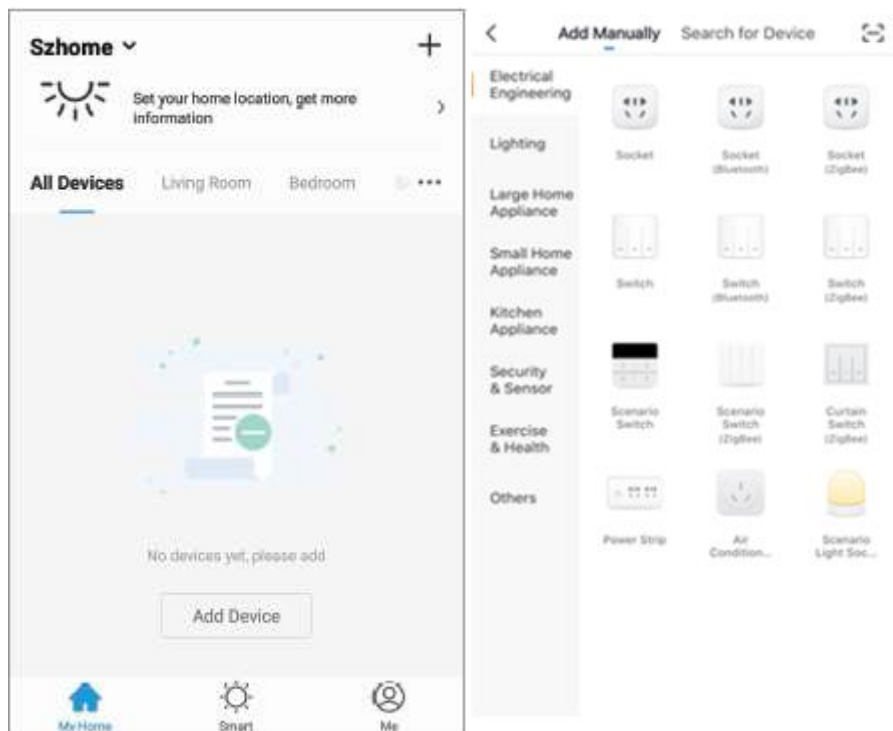 Szhome
Set your home location, get more
information
All Devices Living Room Bedroom
No devices yet, please add
Add Device
My Home Smart Me
Add Manually Search for Device
Electrical
Engineering
Lighting
Large Home
Appliance
Small Home
Appliance
Kitchen
Appliance
Security
& Sensor
Exercise
& Health
Others
Socket Socket Socket
(Bluetooth) (ZigBee)
Switch Switch Switch
(Bluetooth) (ZigBee)
Scenario Scenario Curtain
Switch Switch Switch
(ZigBee) (ZigBee)
Power Strip Air Scenario
Condition... Light Soc...